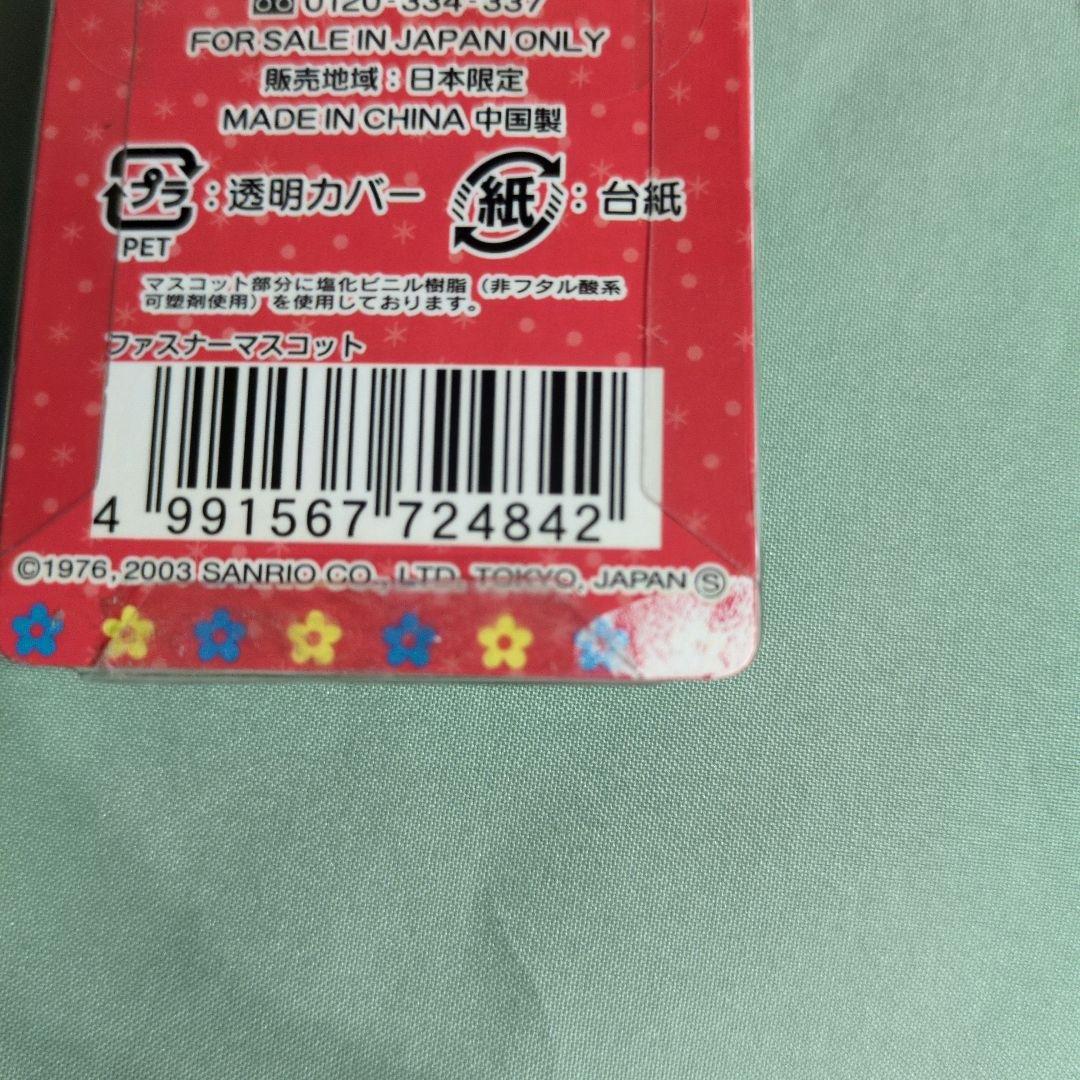 0120-334-337
FOR SALE IN JAPAN ONLY
販売地域：日本限定
MADE IN CHINA 中国製
プラ：透明カバー 紙：台紙
PET
マスコット部分に塩化ビニル樹脂（非フタル酸系
可塑剤使用）を使用しております。
ファスナーマスコット
4 991567 724842
©1976, 2003 SANRIO CO., LTD. TOKYO, JAPAN Ⓢ